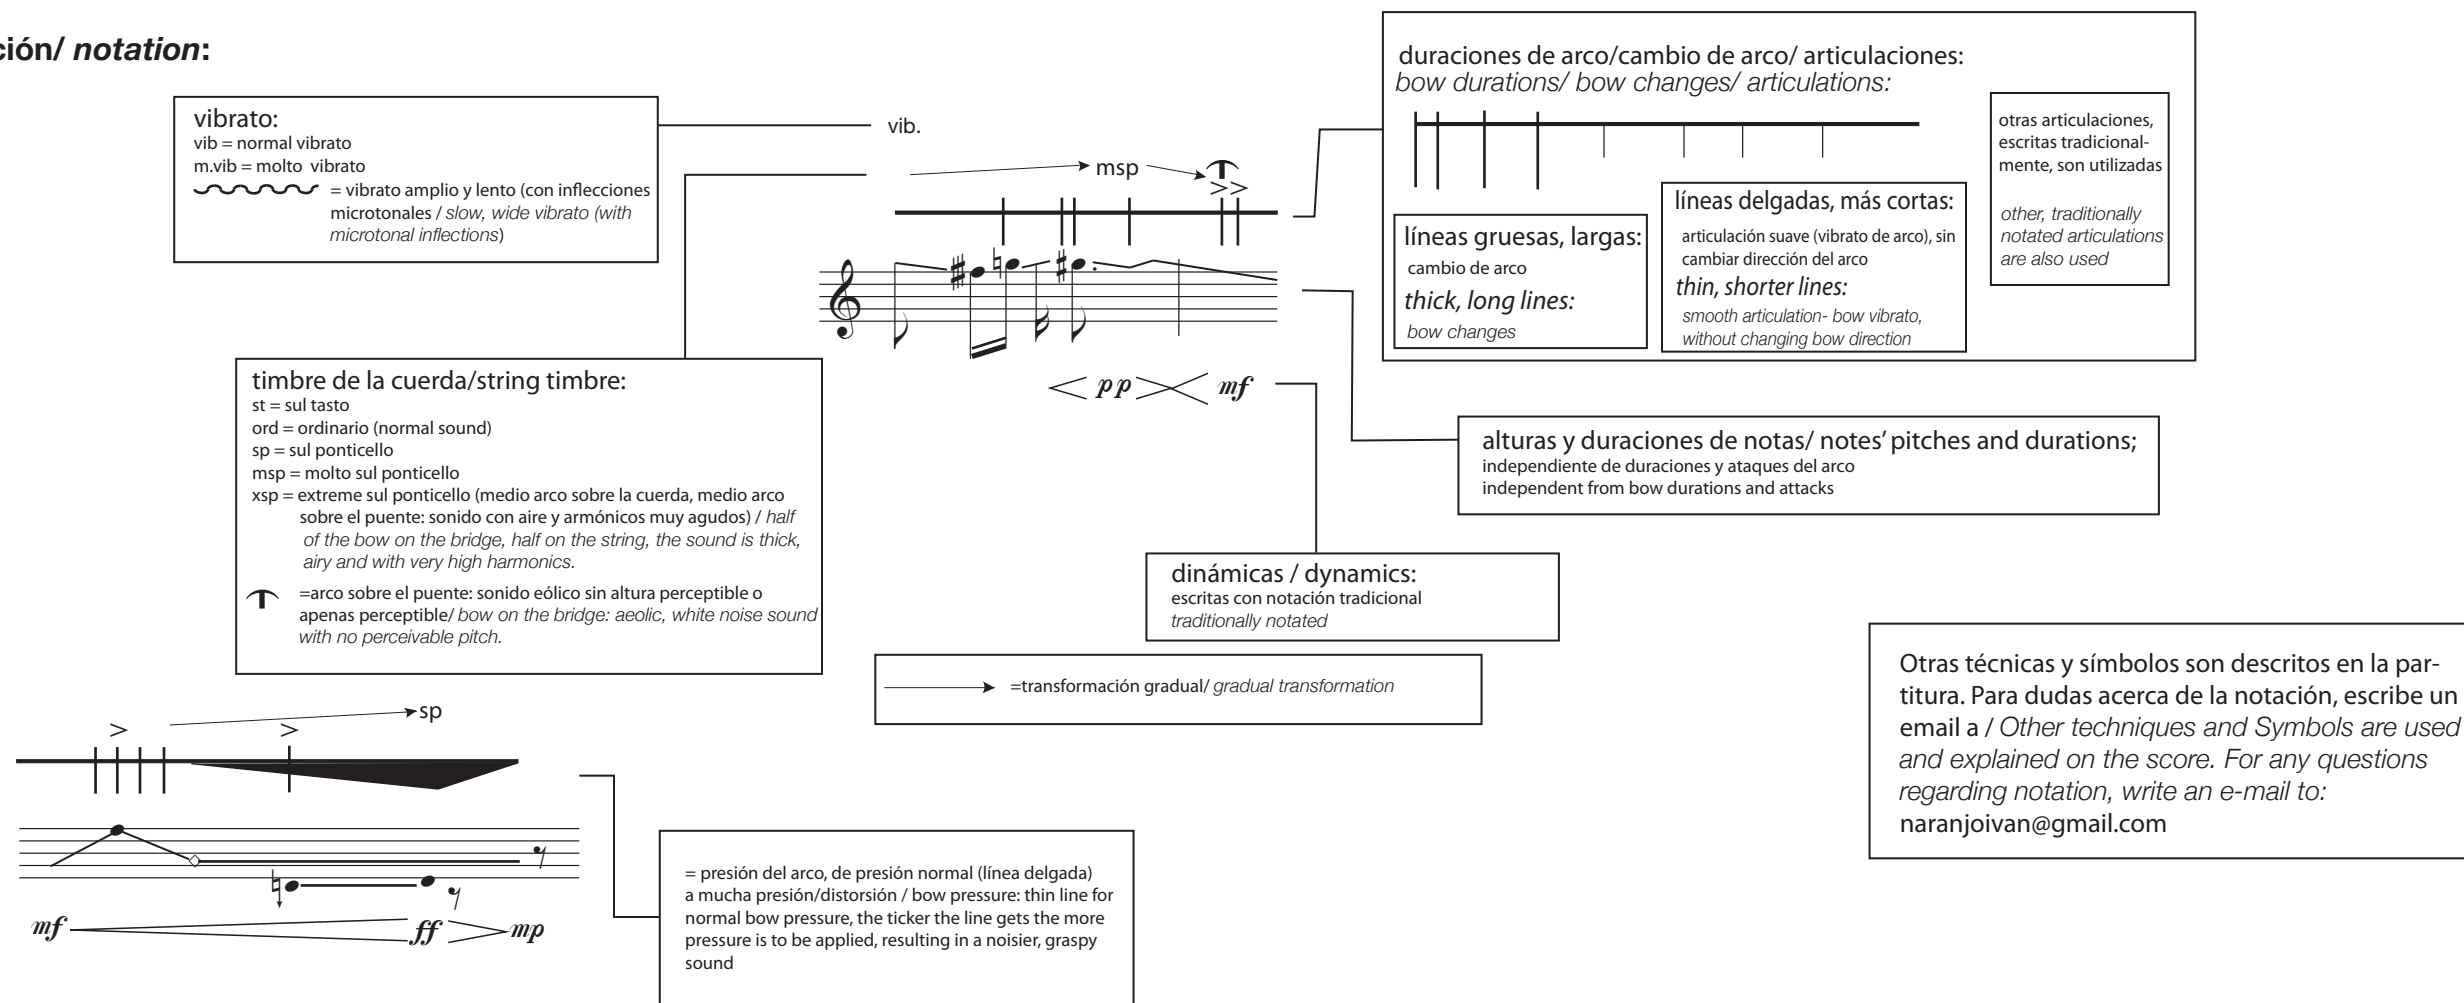 ción/ notation:
vibrato:
vib = normal vibrato
m.vib = molto vibrato
= vibrato amplio y lento (con inflecciones
microtonales / slow, wide vibrato (with
microtonal inflections)
vib.
msp
>>
duraciones de arco/cambio de arco/ articulaciones:
bow durations/ bow changes/ articulations:
líneas gruesas, largas:
cambio de arco
thick, long lines:
bow changes
líneas delgadas, más cortas:
articulación suave (vibrato de arco), sin
cambiar dirección del arco
thin, shorter lines:
smooth articulation- bow vibrato,
without changing bow direction
otras articulaciones,
escritas tradicional-
mente, son utilizadas
other, traditionally
notated articulations
are also used
timbre de la cuerda/string timbre:
st = sul tasto
ord = ordinario (normal sound)
sp = sul ponticello
msp = molto sul ponticello
xsp = extreme sul ponticello (medio arco sobre la cuerda, medio arco
sobre el puente: sonido con aire y armónicos muy agudos) / half
of the bow on the bridge, half on the string, the sound is thick,
airy and with very high harmonics.
=arco sobre el puente: sonido eólico sin altura perceptible o
apenas perceptible/ bow on the bridge: aeolic, white noise sound
with no perceivable pitch.
pp mf
alturas y duraciones de notas/ notes' pitches and durations;
independiente de duraciones y ataques del arco
independent from bow durations and attacks
dinámicas / dynamics:
escritas con notación tradicional
traditionally notated
=transformación gradual/ gradual transformation
sp
> >
mf ff mp
= presión del arco, de presión normal (línea delgada)
a mucha presión/distorsión / bow pressure: thin line for
normal bow pressure, the ticker the line gets the more
pressure is to be applied, resulting in a noisier, graspy
sound
Otras técnicas y símbolos son descritos en la par-
titura. Para dudas acerca de la notación, escribe un
email a / Other techniques and Symbols are used
and explained on the score. For any questions
regarding notation, write an e-mail to:
naranjoivan@gmail.com